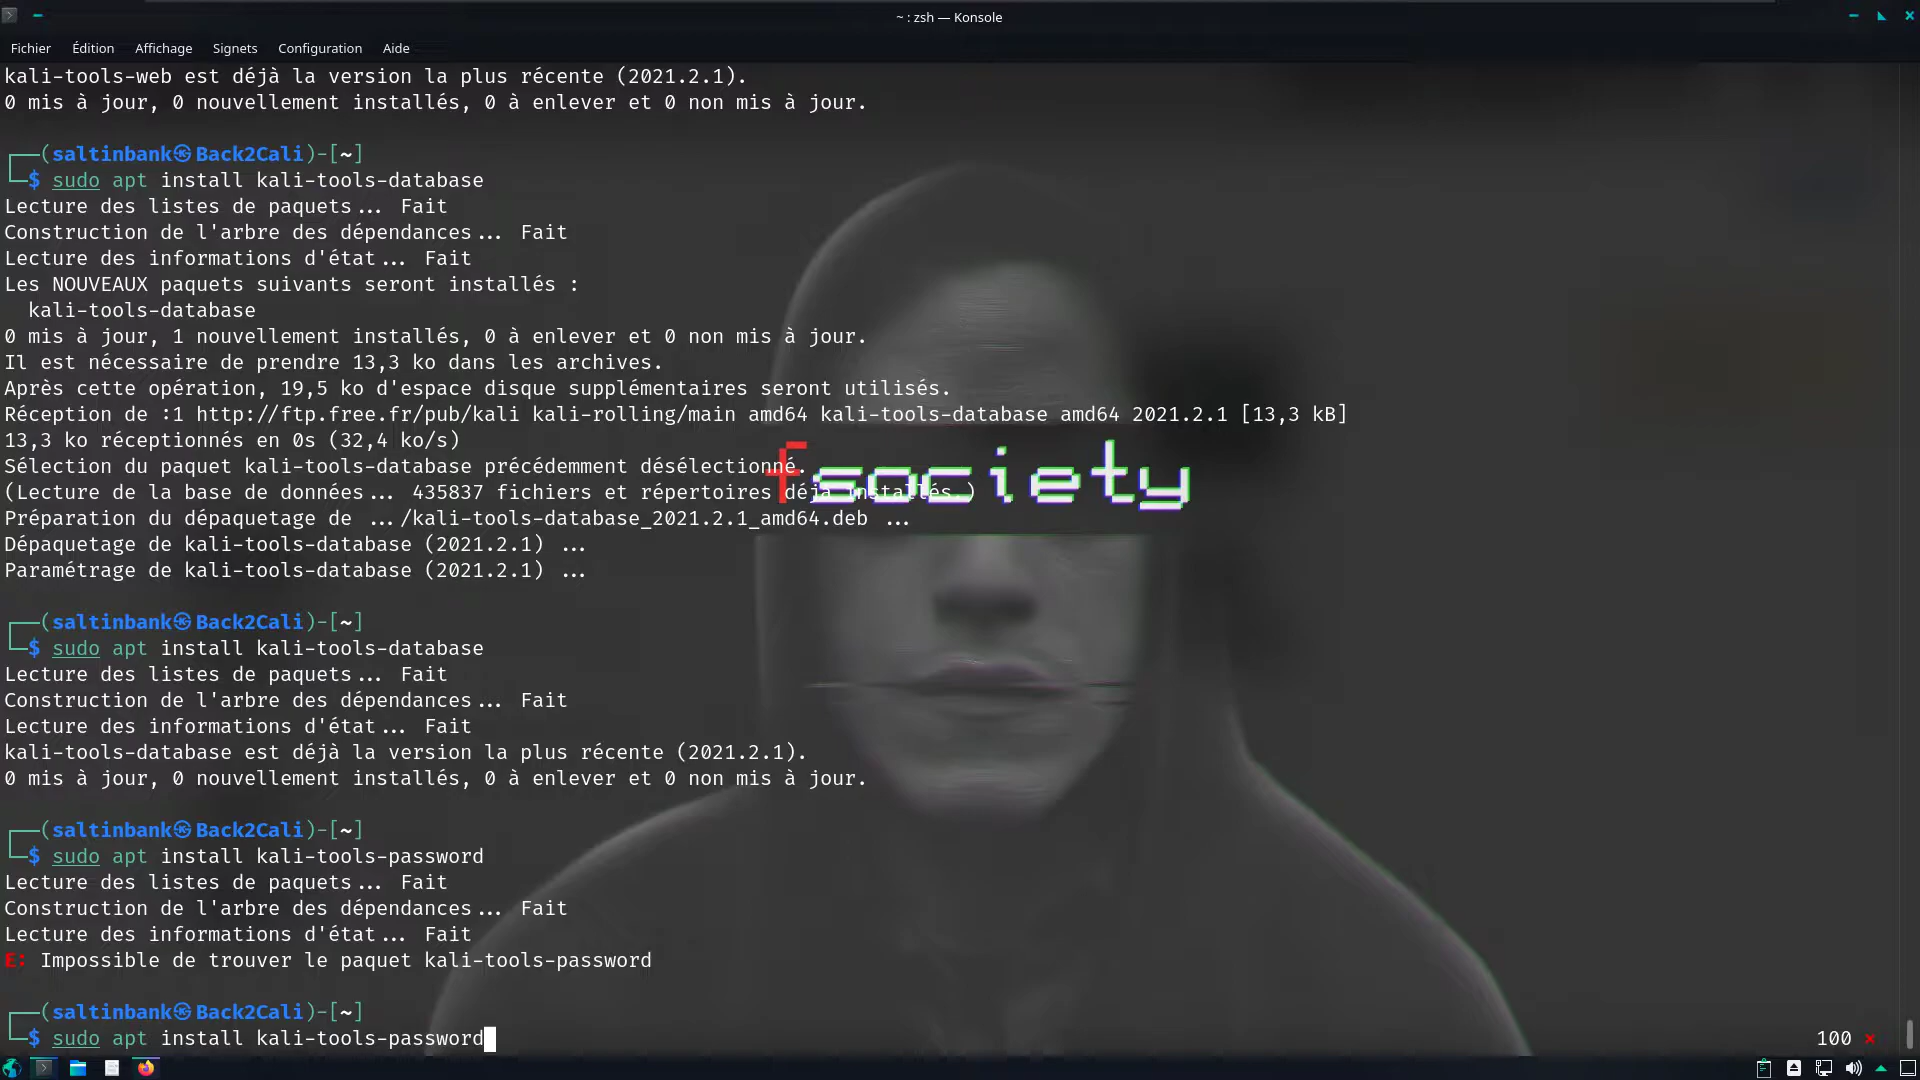 ~ : zsh — Konsole
Fichier Édition Affichage Signets Configuration Aide
kali-tools-web est déjà la version la plus récente (2021.2.1).
0 mis à jour, 0 nouvellement installés, 0 à enlever et 0 non mis à jour.
┌──(saltinbank㉿Back2Cali)-[~]
└─$ sudo apt install kali-tools-database
Lecture des listes de paquets... Fait
Construction de l'arbre des dépendances... Fait
Lecture des informations d'état... Fait
Les NOUVEAUX paquets suivants seront installés :
kali-tools-database
0 mis à jour, 1 nouvellement installés, 0 à enlever et 0 non mis à jour.
Il est nécessaire de prendre 13,3 ko dans les archives.
Après cette opération, 19,5 ko d'espace disque supplémentaires seront utilisés.
Réception de :1 http://ftp.free.fr/pub/kali kali-rolling/main amd64 kali-tools-database amd64 2021.2.1 [13,3 kB]
13,3 ko réceptionnés en 0s (32,4 ko/s)
Sélection du paquet kali-tools-database précédemment désélectionné.
fsociety
(Lecture de la base de données... 435837 fichiers et répertoires déjà installés.)
Préparation du dépaquetage de .../kali-tools-database_2021.2.1_amd64.deb ...
Dépaquetage de kali-tools-database (2021.2.1) ...
Paramétrage de kali-tools-database (2021.2.1) ...
┌──(saltinbank㉿Back2Cali)-[~]
└─$ sudo apt install kali-tools-database
Lecture des listes de paquets... Fait
Construction de l'arbre des dépendances... Fait
Lecture des informations d'état... Fait
kali-tools-database est déjà la version la plus récente (2021.2.1).
0 mis à jour, 0 nouvellement installés, 0 à enlever et 0 non mis à jour.
┌──(saltinbank㉿Back2Cali)-[~]
└─$ sudo apt install kali-tools-password
Lecture des listes de paquets... Fait
Construction de l'arbre des dépendances... Fait
Lecture des informations d'état... Fait
E: Impossible de trouver le paquet kali-tools-password
┌──(saltinbank㉿Back2Cali)-[~]
└─$ sudo apt install kali-tools-password 100 ⨯